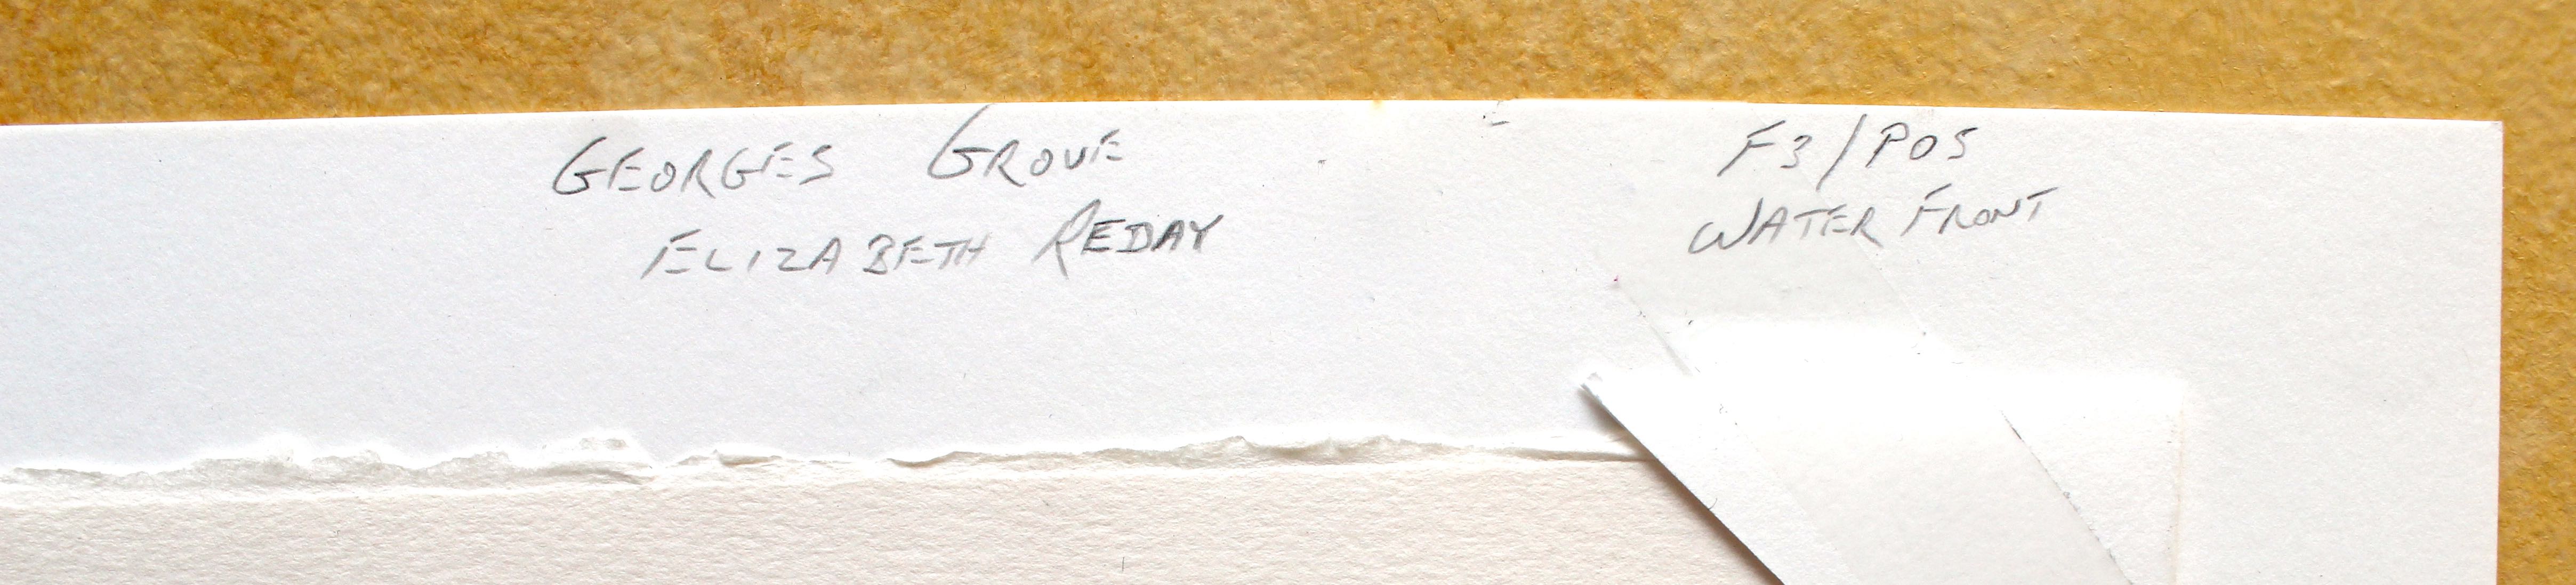 GEORGES GROVE
ELIZABETH REDAY
F3/POS
WATER FRONT